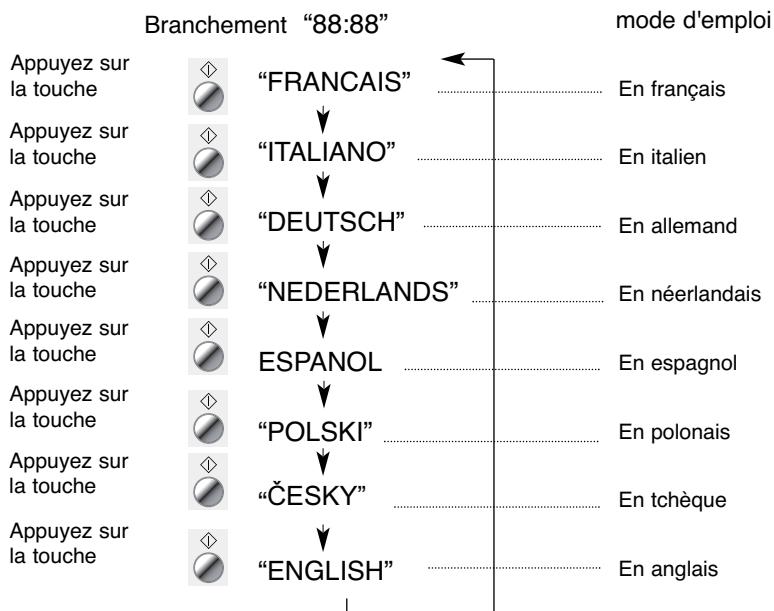 Branchement “88:88” mode d'emploi
Appuyez sur
la touche “FRANCAIS” En français
Appuyez sur
la touche “ITALIANO” En italien
Appuyez sur
la touche “DEUTSCH” En allemand
Appuyez sur
la touche “NEDERLANDS” En néerlandais
Appuyez sur
la touche ESPANOL En espagnol
Appuyez sur
la touche “POLSKI” En polonais
Appuyez sur
la touche “ČESKY” En tchèque
Appuyez sur
la touche “ENGLISH” En anglais